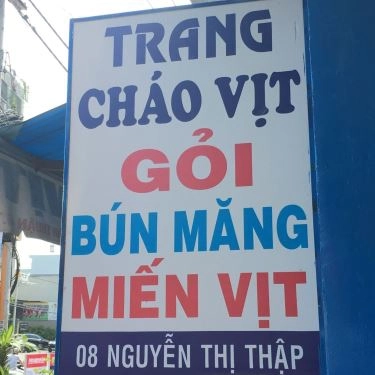 TRANG
CHÁO VỊT
GỎI
BÚN MĂNG
MIẾN VỊT
08 NGUYỄN THỊ THẬP